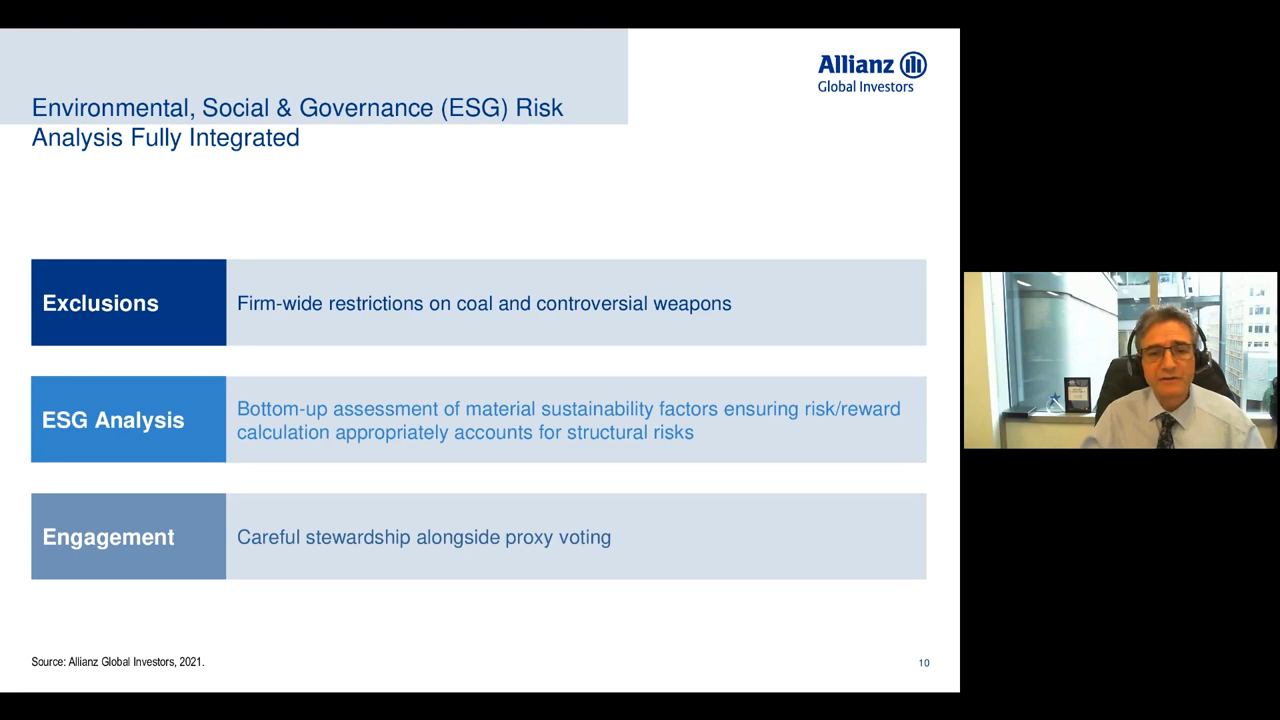 Allianz
Global Investors
Environmental, Social & Governance (ESG) Risk
Analysis Fully Integrated
Exclusions
Firm-wide restrictions on coal and controversial weapons
ESG Analysis
Bottom-up assessment of material sustainability factors ensuring risk/reward
calculation appropriately accounts for structural risks
Engagement
Careful stewardship alongside proxy voting
Source: Allianz Global Investors, 2021.
10